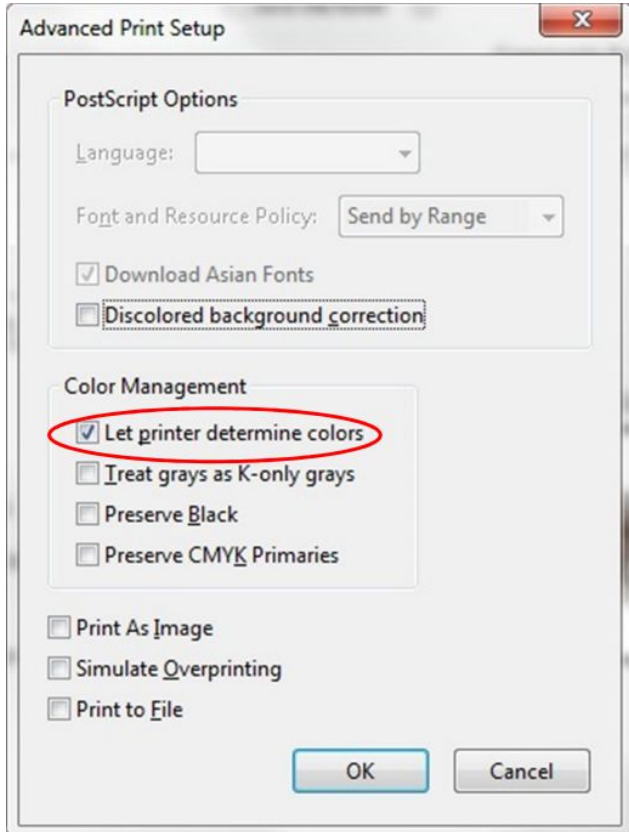 Advanced Print Setup
PostScript Options
Language:
Font and Resource Policy: Send by Range
Download Asian Fonts
Discolored background correction
Color Management
Let printer determine colors
Treat grays as K-only grays
Preserve Black
Preserve CMYK Primaries
Print As Image
Simulate Overprinting
Print to File
OK Cancel